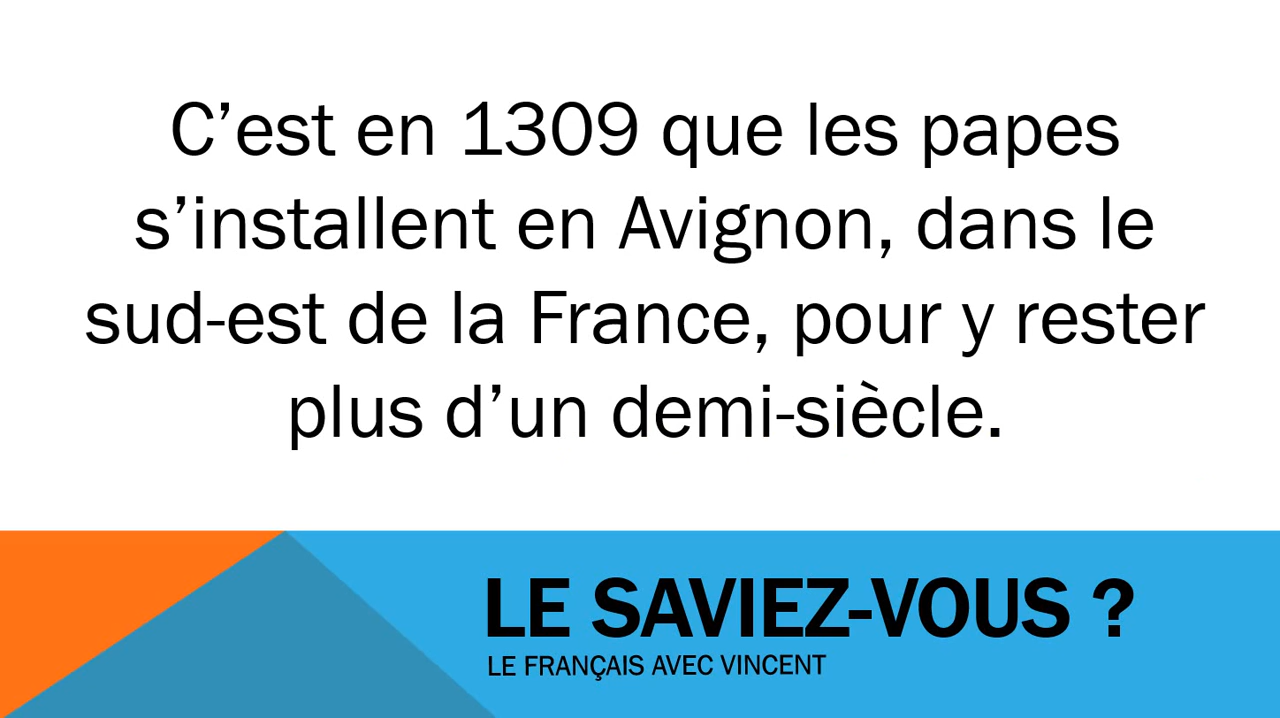 C’est en 1309 que les papes
s’installent en Avignon, dans le
sud-est de la France, pour y rester
plus d’un demi-siècle.
LE SAVIEZ-VOUS ?
LE FRANÇAIS AVEC VINCENT